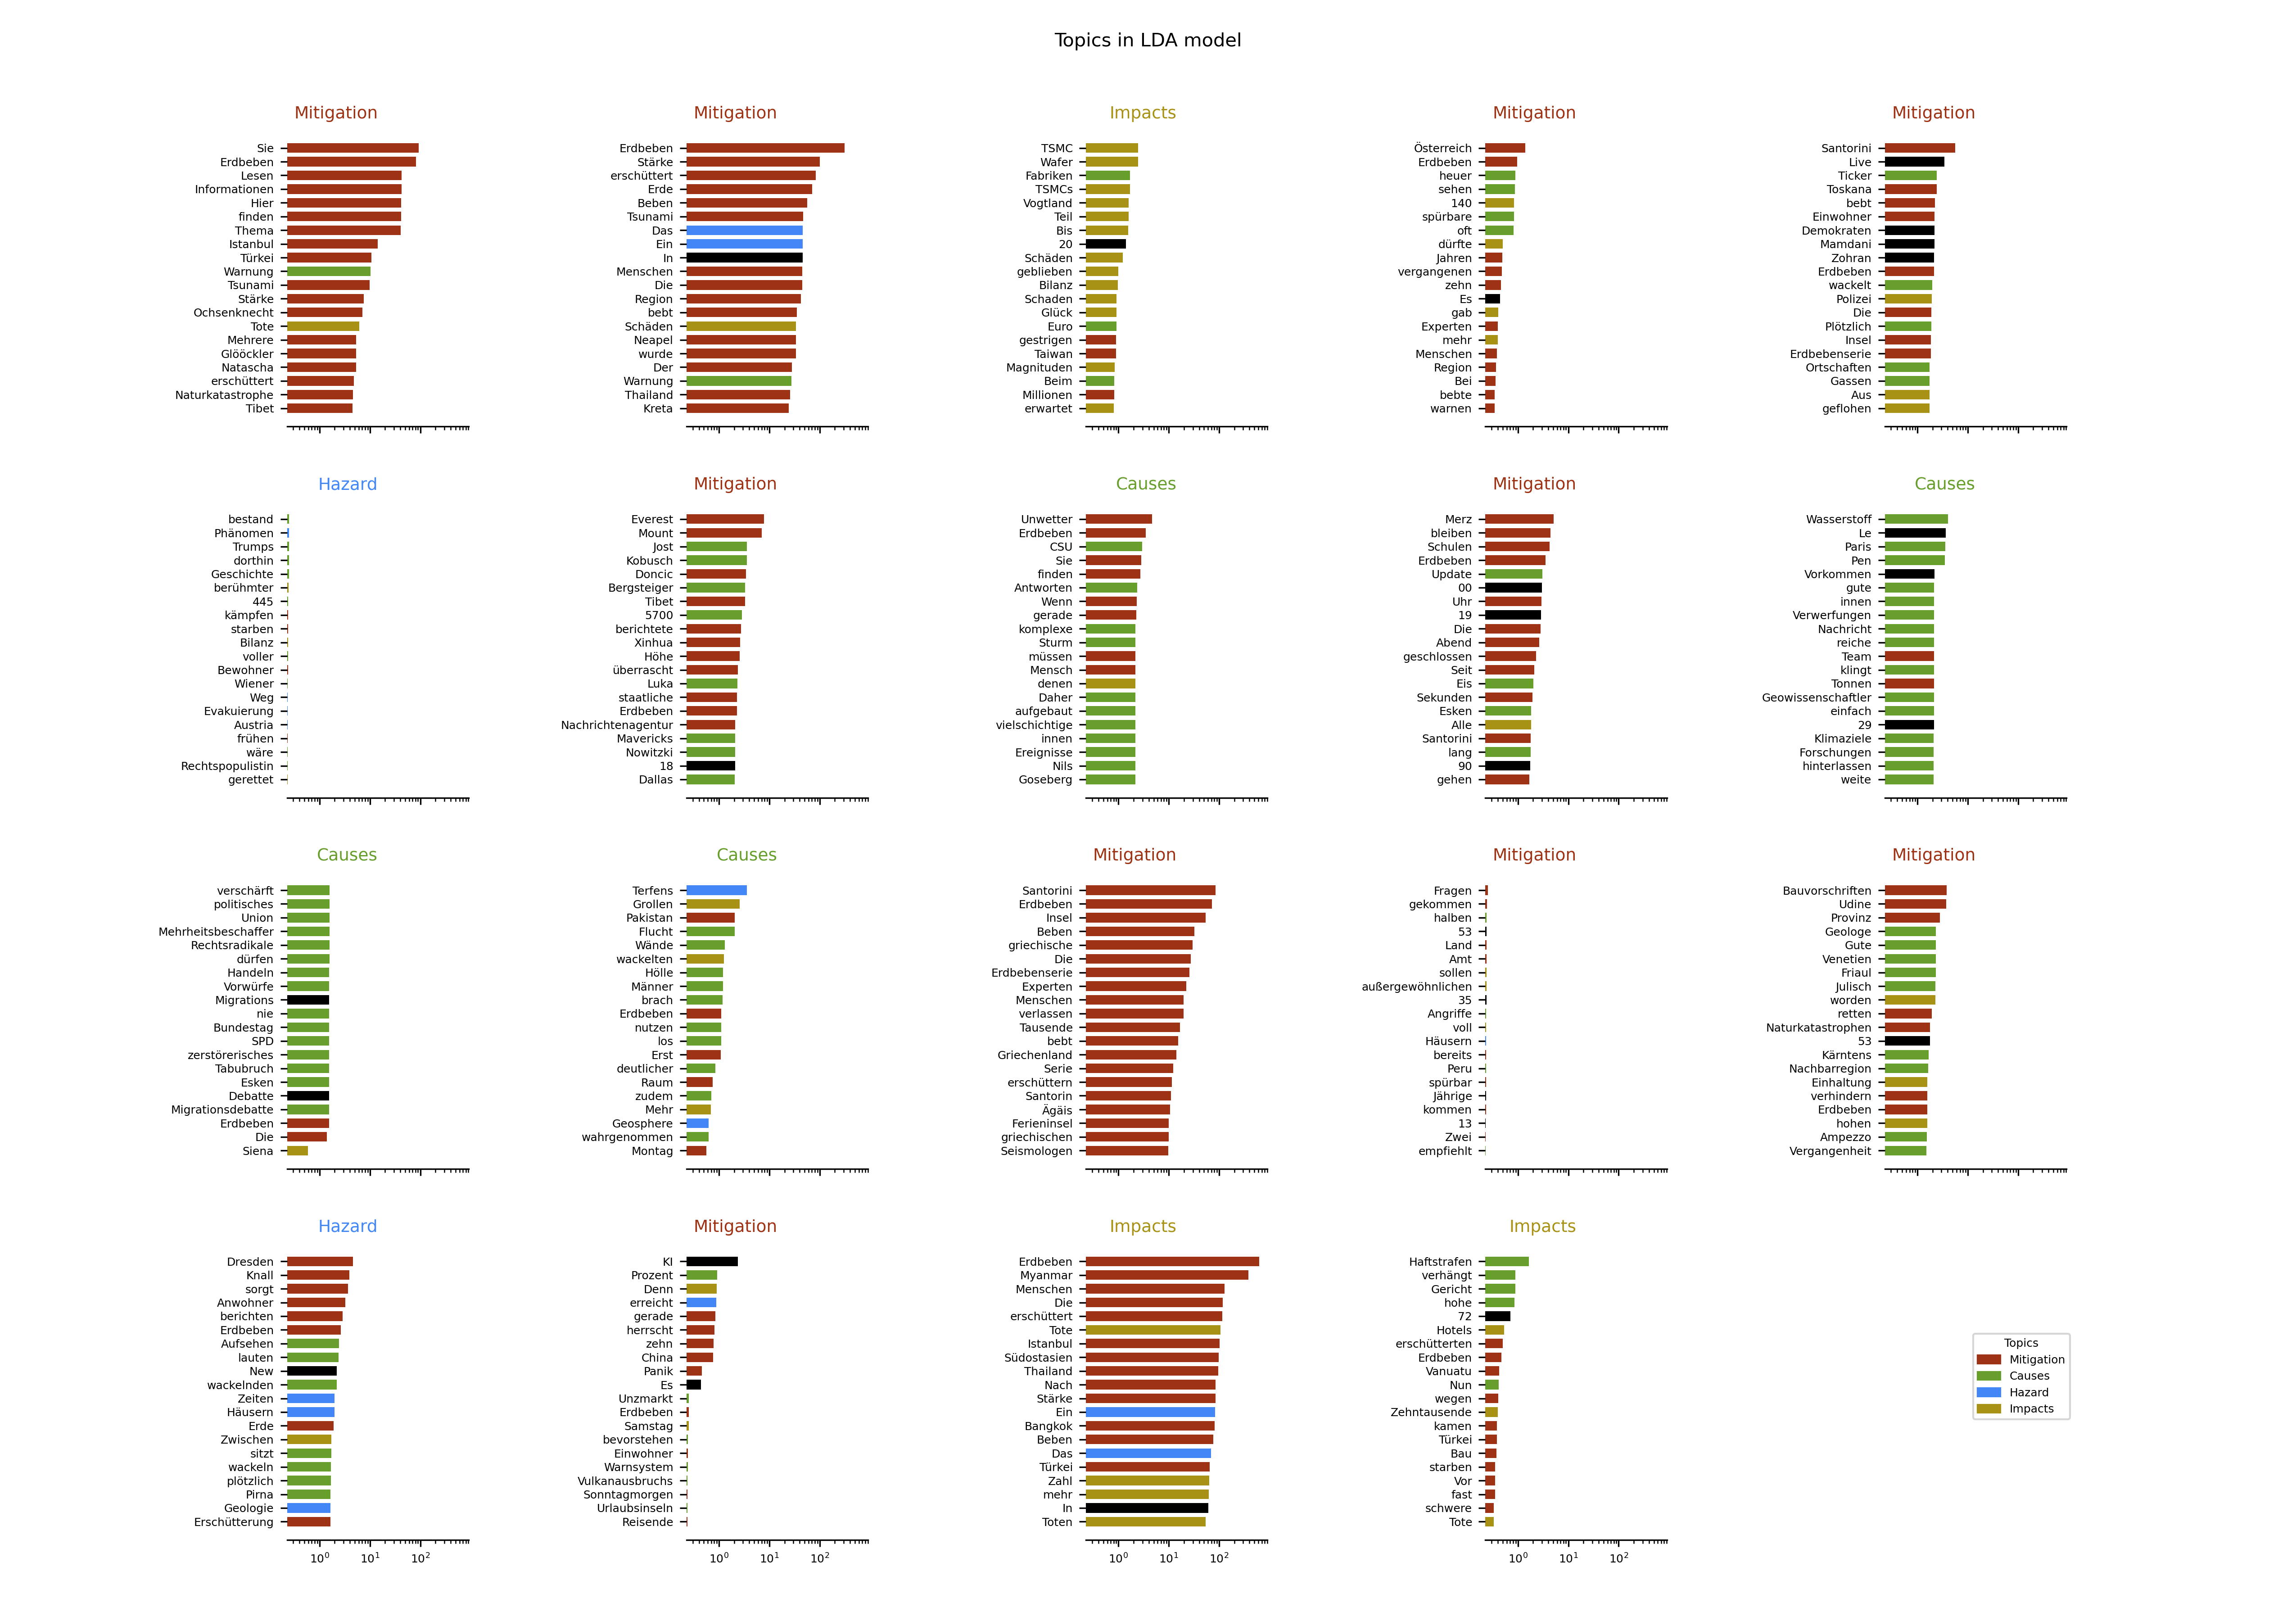 Topics in LDA model
Mitigation
Sie
Erdbeben
Lesen
Informationen
Hier
finden
Thema
Istanbul
Türkei
Warnung
Tsunami
Stärke
Ochsenknecht
Tote
Mehrere
Glööckler
Natascha
erschüttert
Naturkatastrophe
Tibet
Mitigation
Erdbeben
Stärke
erschüttert
Erde
Beben
Tsunami
Das
Ein
In
Menschen
Die
Region
bebt
Schäden
Neapel
wurde
Der
Warnung
Thailand
Kreta
Impacts
TSMC
Wafer
Fabriken
TSMCs
Vogtland
Teil
Bis
20
Schäden
geblieben
Bilanz
Schaden
Glück
Euro
gestrigen
Taiwan
Magnituden
Beim
Millionen
erwartet
Mitigation
Österreich
Erdbeben
heuer
sehen
140
spürbare
oft
dürfte
Jahren
vergangenen
zehn
Es
gab
Experten
mehr
Menschen
Region
Bei
bebte
warnen
Mitigation
Santorini
Live
Ticker
Toskana
bebt
Einwohner
Demokraten
Mamdani
Zohran
Erdbeben
wackelt
Polizei
Die
Plötzlich
Insel
Erdbebenserie
Ortschaften
Gassen
Aus
geflohen
Hazard
bestand
Phänomen
Trumps
dorthin
Geschichte
berühmter
445
kämpfen
starben
Bilanz
voller
Bewohner
Wiener
Weg
Evakuierung
Austria
frühen
wäre
Rechtspopulistin
gerettet
Mitigation
Everest
Mount
Jost
Kobusch
Doncic
Bergsteiger
Tibet
5700
berichtete
Xinhua
Höhe
überrascht
Luka
staatliche
Erdbeben
Nachrichtenagentur
Mavericks
Nowitzki
18
Dallas
Causes
Unwetter
Erdbeben
CSU
Sie
finden
Antworten
Wenn
gerade
komplexe
Sturm
müssen
Mensch
denen
Daher
aufgebaut
vielschichtige
innen
Ereignisse
Nils
Goseberg
Mitigation
Merz
bleiben
Schulen
Erdbeben
Update
00
Uhr
19
Die
Abend
geschlossen
Seit
Eis
Sekunden
Esken
Alle
Santorini
lang
90
gehen
Causes
Wasserstoff
Le
Paris
Pen
Vorkommen
gute
innen
Verwerfungen
Nachricht
reiche
Team
klingt
Tonnen
Geowissenschaftler
einfach
29
Klimaziele
Forschungen
hinterlassen
weite
Causes
verschärft
politisches
Union
Mehrheitsbeschaffer
Rechtsradikale
dürfen
Handeln
Vorwürfe
Migrations
nie
Bundestag
SPD
zerstörerisches
Tabubruch
Esken
Debatte
Migrationsdebatte
Erdbeben
Die
Siena
Causes
Terfens
Grollen
Pakistan
Flucht
Wände
wackelten
Hölle
Männer
brach
Erdbeben
nutzen
los
Erst
deutlicher
Raum
zudem
Mehr
Geosphere
wahrgenommen
Montag
Mitigation
Santorini
Erdbeben
Insel
Beben
griechische
Die
Erdbebenserie
Experten
Menschen
verlassen
Tausende
bebt
Griechenland
Serie
erschüttern
Santorin
Ägäis
Ferieninsel
griechischen
Seismologen
Mitigation
Fragen
gekommen
halben
53
Land
Amt
sollen
außergewöhnlichen
35
Angriffe
voll
Häusern
bereits
Peru
spürbar
Jährige
kommen
13
Zwei
empfiehlt
Mitigation
Bauvorschriften
Udine
Provinz
Geologe
Gute
Venetien
Friaul
Julisch
worden
retten
Naturkatastrophen
53
Kärntens
Nachbarregion
Einhaltung
verhindern
Erdbeben
hohen
Ampezzo
Vergangenheit
Hazard
Dresden
Knall
sorgt
Anwohner
berichten
Erdbeben
Aufsehen
lauten
New
wackelnden
Zeiten
Häusern
Erde
Zwischen
sitzt
wackeln
plötzlich
Pirna
Geologie
Erschütterung
10⁰ 10¹ 10²
Mitigation
KI
Prozent
Denn
erreicht
gerade
herrscht
zehn
China
Panik
Es
Unzmarkt
Erdbeben
Samstag
bevorstehen
Einwohner
Warnsystem
Vulkanausbruchs
Sonntagmorgen
Urlaubsinseln
Reisende
10⁰ 10¹ 10²
Impacts
Erdbeben
Myanmar
Menschen
Die
erschüttert
Tote
Istanbul
Südostasien
Thailand
Nach
Stärke
Ein
Bangkok
Beben
Das
Türkei
Zahl
mehr
In
Toten
10⁰ 10¹ 10²
Impacts
Haftstrafen
verhängt
Gericht
hohe
72
Hotels
erschütterten
Erdbeben
Vanuatu
Nun
wegen
Zehntausende
kamen
Türkei
Bau
starben
Vor
fast
schwere
Tote
10⁰ 10¹ 10²
Topics
Mitigation
Causes
Hazard
Impacts